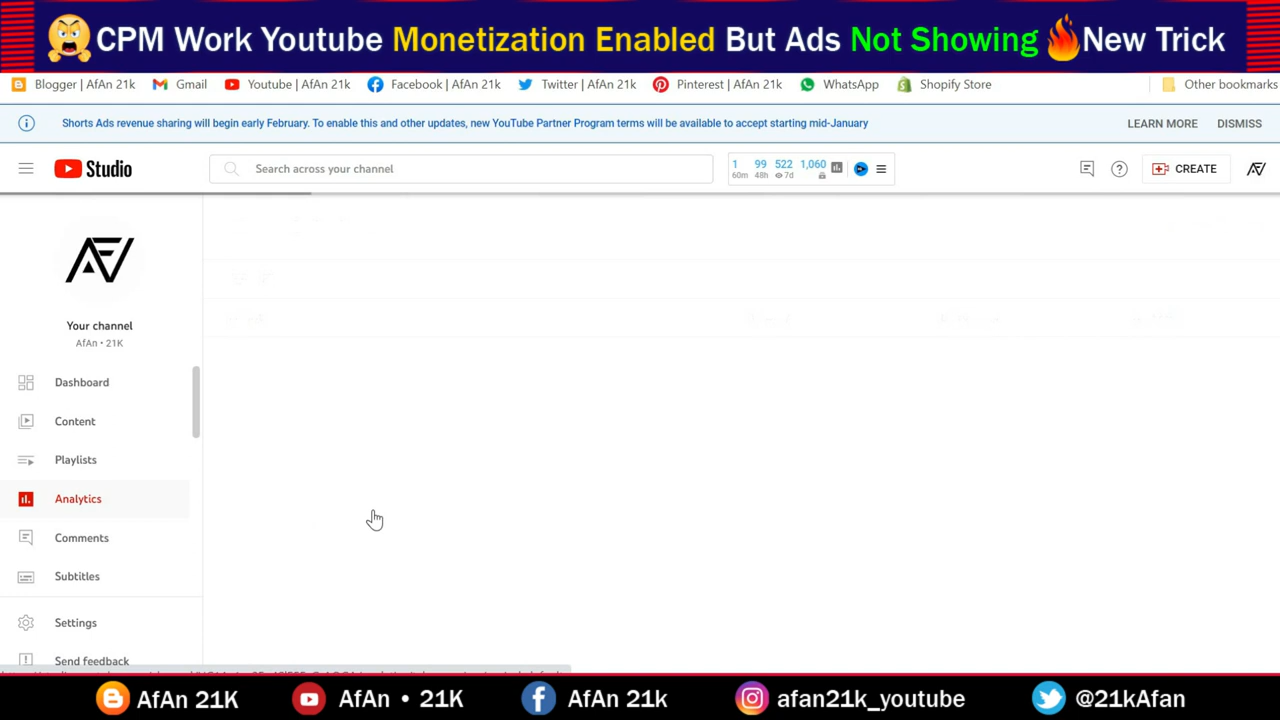 CPM Work Youtube Monetization Enabled But Ads Not Showing New Trick
Blogger | AfAn 21k Gmail Youtube | AfAn 21k Facebook | AfAn 21k Twitter | AfAn 21k Pinterest | AfAn 21k WhatsApp Shopify Store Other bookmarks
Shorts Ads revenue sharing will begin early February. To enable this and other updates, new YouTube Partner Program terms will be available to accept starting mid-January LEARN MORE DISMISS
Studio Search across your channel 1 99 522 1,060 CREATE
60m 48h 7d
Your channel
AfAn • 21K
Dashboard
Content
Playlists
Analytics
Comments
Subtitles
Settings
Send feedback
AfAn 21K AfAn • 21K AfAn 21k afan21k_youtube @21kAfan